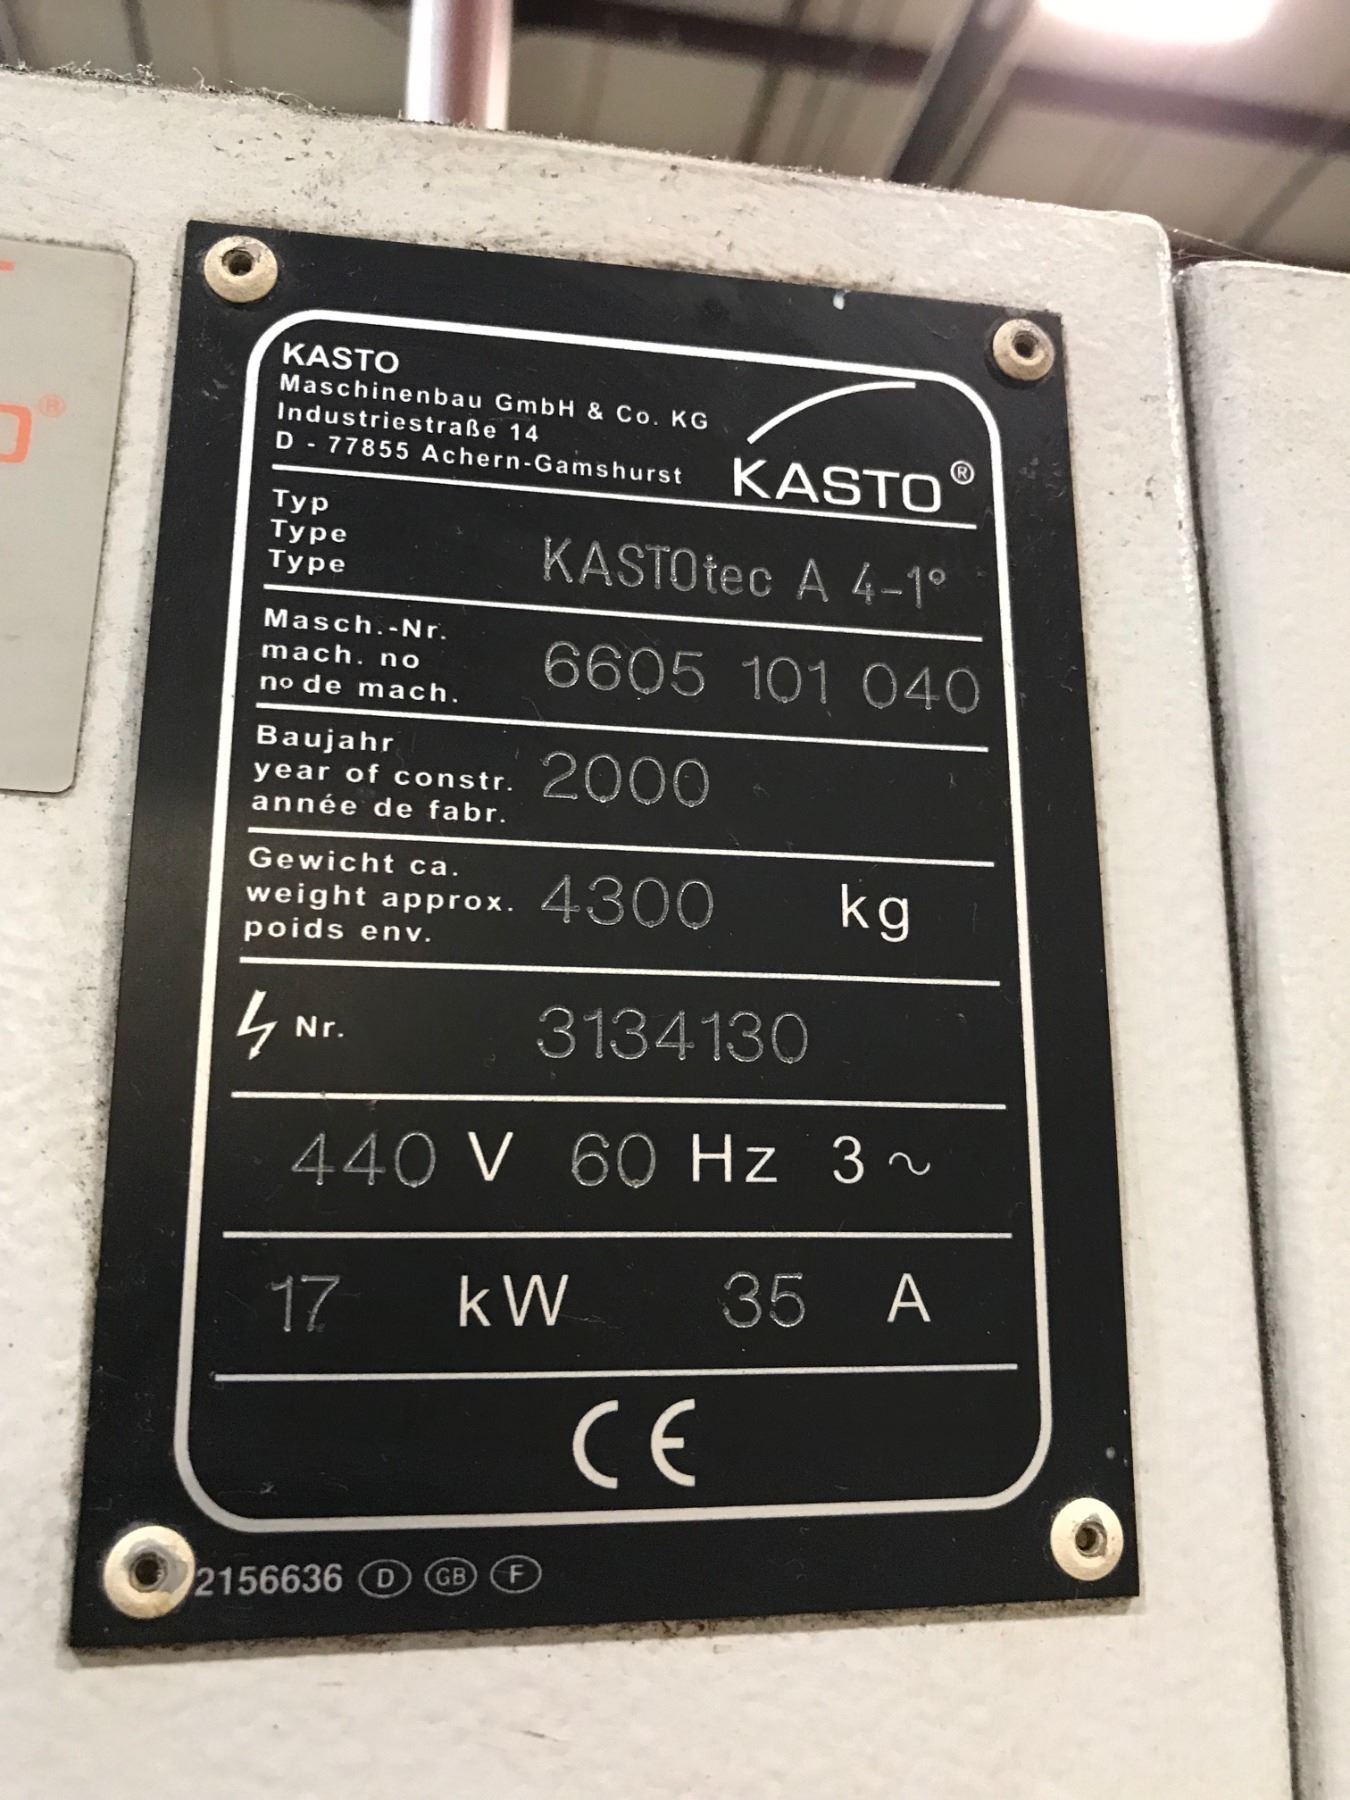 KASTO
Maschinenbau GmbH & Co. KG
Industriestraße 14
D - 77855 Achern-Gamshurst
KASTO®
Typ
Type
Type
KASTOtec A 4-1°
Masch.-Nr.
mach. no
nº de mach.
6605 101 040
Baujahr
year of constr.
année de fabr.
2000
Gewicht ca.
weight approx.
poids env.
4300 kg
Nr. 3134130
440 V 60 Hz 3 ~
17 kW 35 A
CE
2156636 D GB F